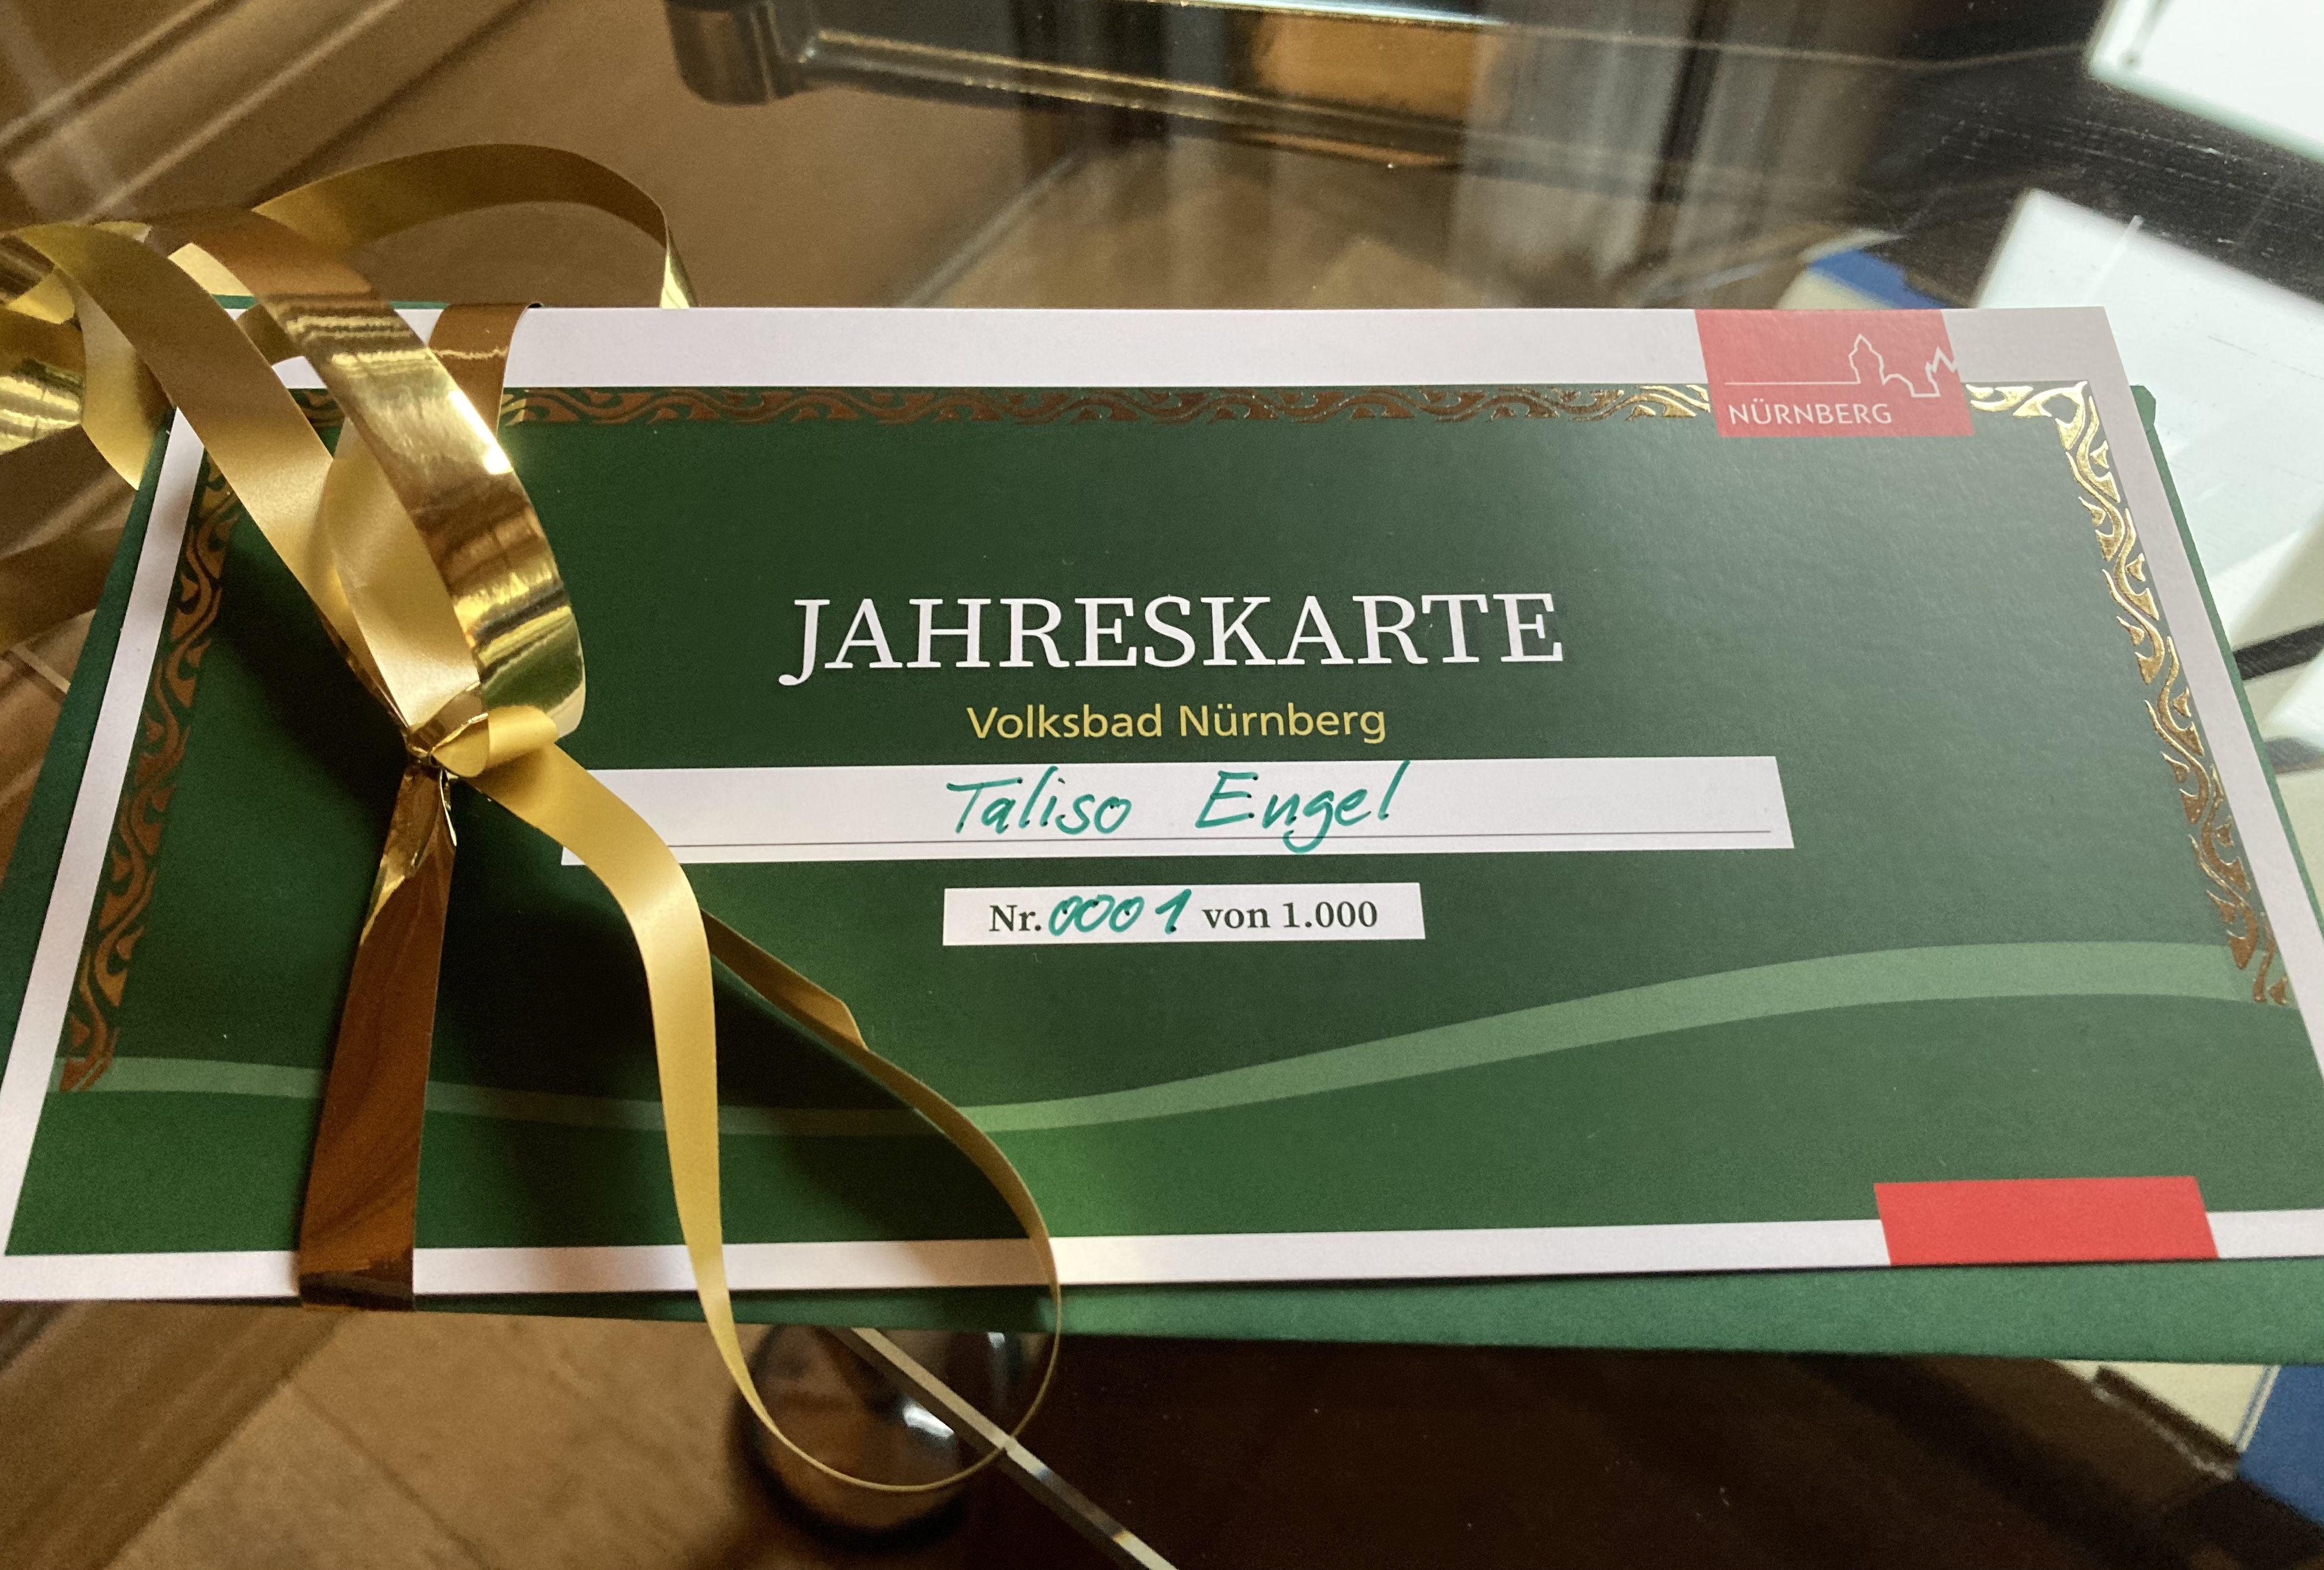 NÜRNBERG
JAHRESKARTE
Volksbad Nürnberg
Taliso Engel
Nr. 0001 von 1.000